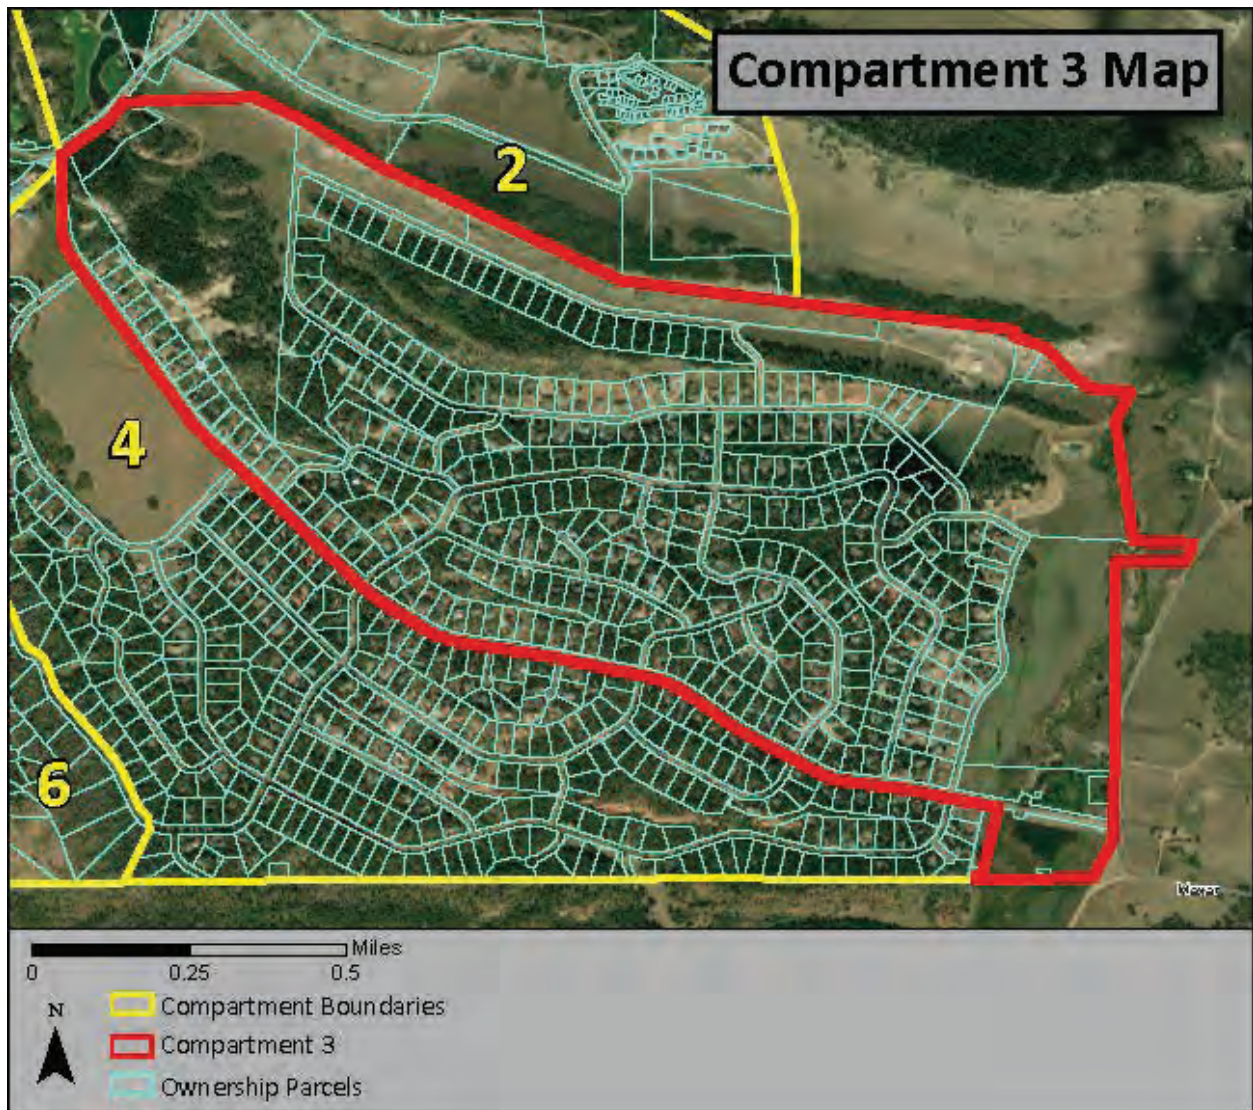 Compartment 3 Map
2
4
6
Miles
0 0.25 0.5
N
Compartment Boundaries
Compartment 3
Ownership Parcels